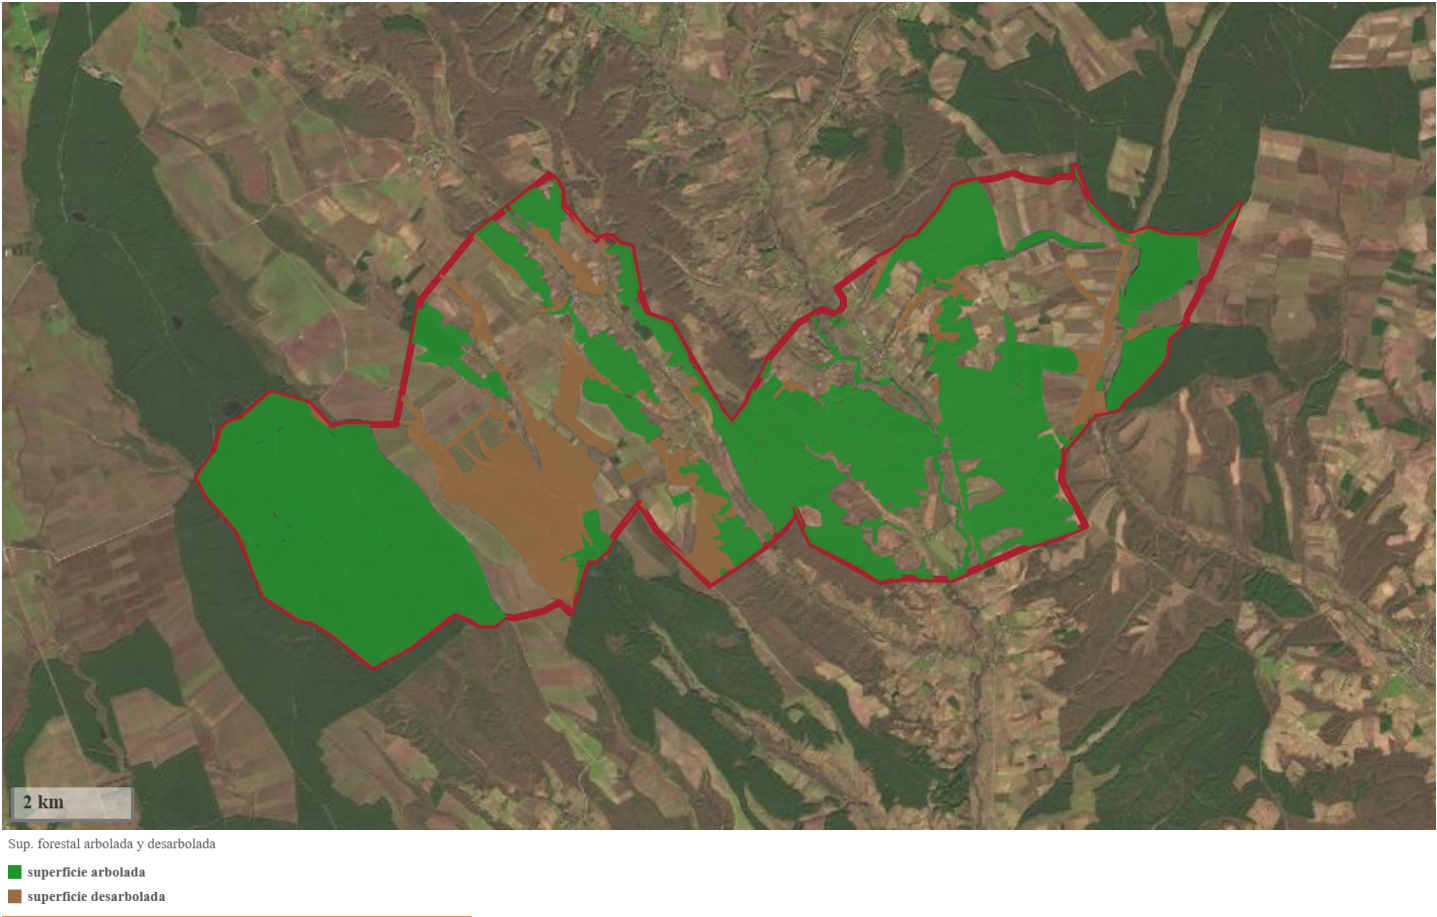 2 km
Sup. forestal arbolada y desarbolada
superficie arbolada
superficie desarbolada